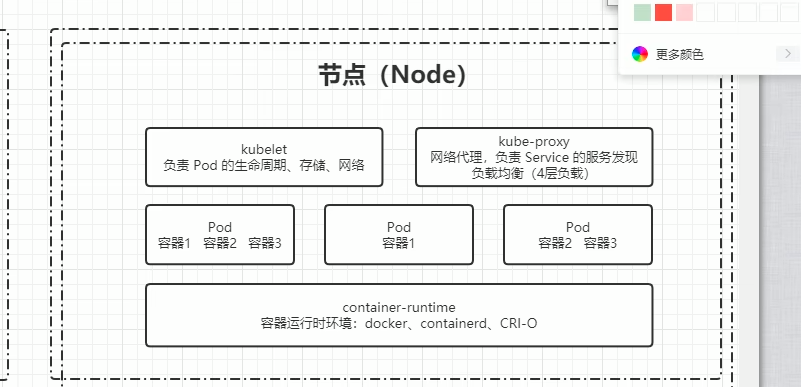 更多颜色
节点（Node）
kubelet
负责 Pod 的生命周期、存储、网络
kube-proxy
网络代理，负责 Service 的服务发现
负载均衡（4层负载）
Pod
容器1 容器2 容器3
Pod
容器1
Pod
容器2 容器3
container-runtime
容器运行时环境：docker、containerd、CRI-O